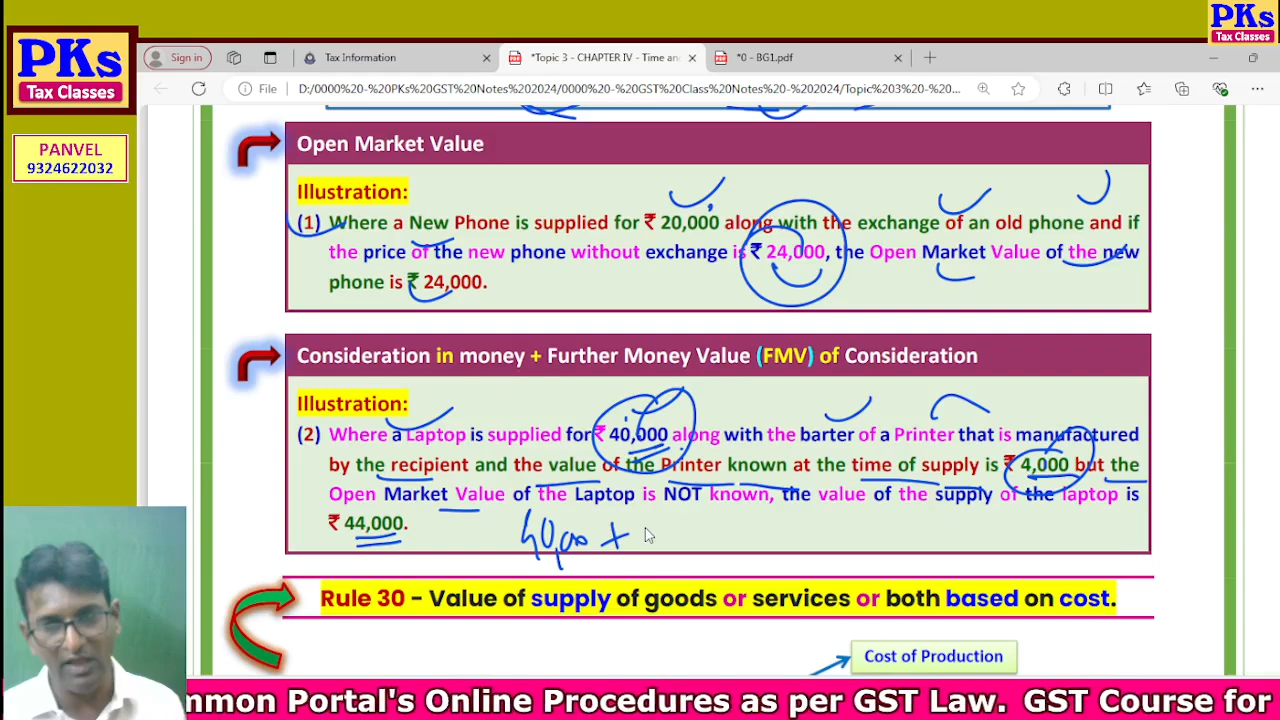 PKs
Tax Classes
PKs
Tax Classes
Sign in
Tax Information
*Topic 3 - CHAPTER IV - Time an
*0 - BG1.pdf
File
D:/0000%20-%20PKs%20GST%20Notes%202024/0000%20-%20GST%20Class%20Notes%20-%202024/Topic%203%20-%20...
PANVEL
9324622032
Open Market Value
Illustration:
(1) Where a New Phone is supplied for ₹ 20,000 along with the exchange of an old phone and if
the price of the new phone without exchange is ₹ 24,000, the Open Market Value of the new
phone is ₹ 24,000.
Consideration in money + Further Money Value (FMV) of Consideration
Illustration:
(2) Where a Laptop is supplied for ₹ 40,000 along with the barter of a Printer that is manufactured
by the recipient and the value of the Printer known at the time of supply is ₹ 4,000 but the
Open Market Value of the Laptop is NOT known, the value of the supply of the laptop is
₹ 44,000.
40,000 +
Rule 30 - Value of supply of goods or services or both based on cost.
Cost of Production
mmon Portal's Online Procedures as per GST Law. GST Course for